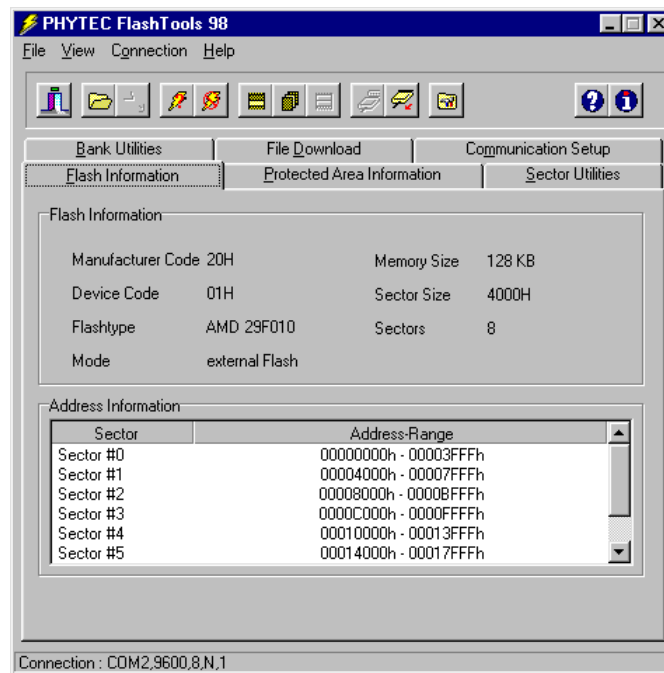 PHYTEC FlashTools 98
File View Connection Help
Bank Utilities File Download Communication Setup
Flash Information Protected Area Information Sector Utilities
Flash Information
Manufacturer Code 20H Memory Size 128 KB
Device Code 01H Sector Size 4000H
Flashtype AMD 29F010 Sectors 8
Mode external Flash
Address Information
Sector Address-Range
Sector #0 00000000h - 00003FFFh
Sector #1 00004000h - 00007FFFh
Sector #2 00008000h - 0000BFFFh
Sector #3 0000C000h - 0000FFFFh
Sector #4 00010000h - 00013FFFh
Sector #5 00014000h - 00017FFFh
Connection : COM2,9600,8,N,1